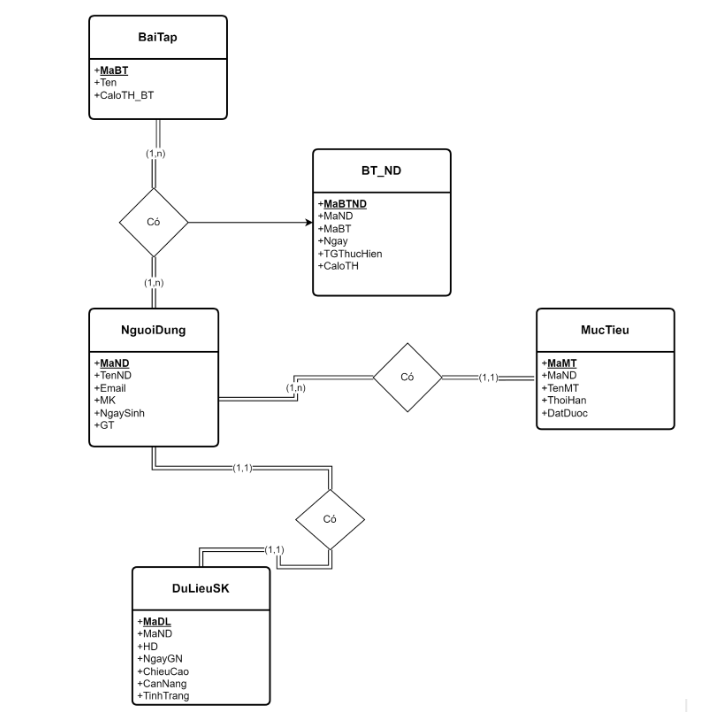 BaiTap
+MaBT
+Ten
+CaloTH_BT
(1,n)
Có
(1,n)
BT_ND
+MaBTND
+MaND
+MaBT
+Ngay
+TGThucHien
+CaloTH
NguoiDung
+MaND
+TenND
+Email
+MK
+NgaySinh
+GT
(1,n)
Có
(1,1)
MucTieu
+MaMT
+MaND
+TenMT
+ThoiHan
+DatDuoc
(1,1)
Có
(1,1)
DuLieuSK
+MaDL
+MaND
+HD
+NgayGN
+ChieuCao
+CanNang
+TinhTrang